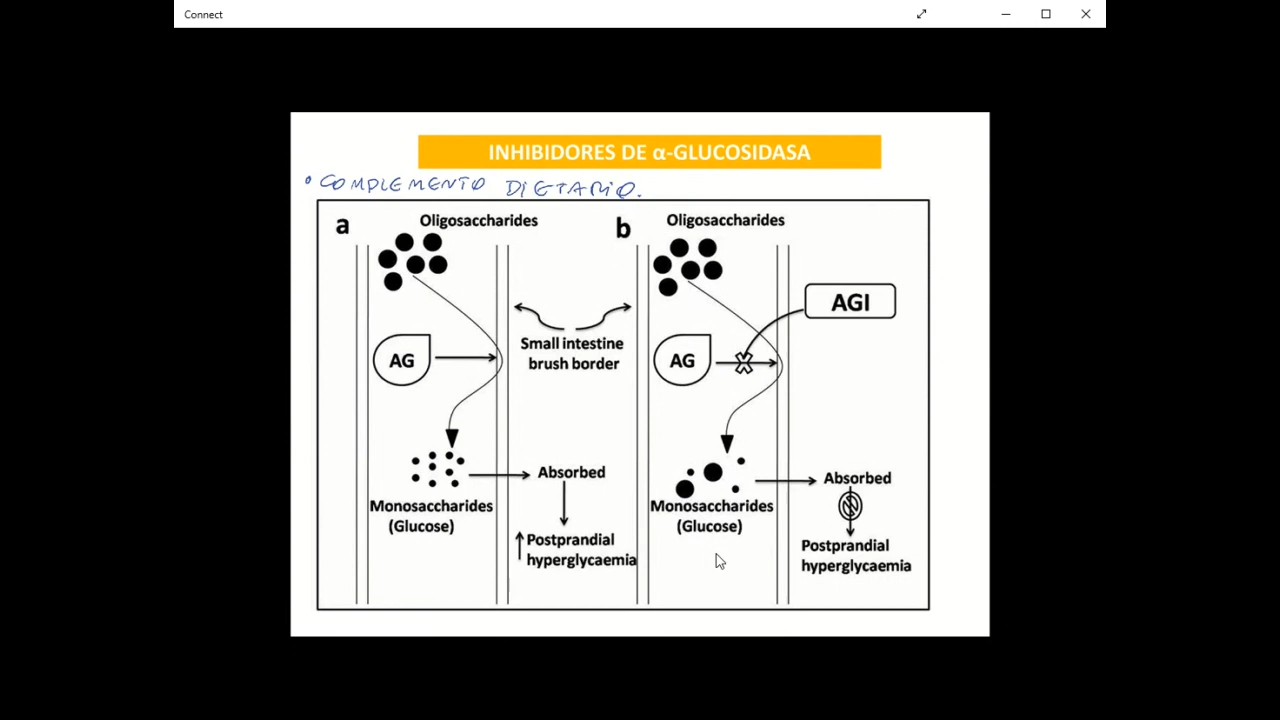 Connect
INHIBIDORES DE α-GLUCOSIDASA
• COMPLEMENTO DIETARIO.
a
Oligosaccharides
AG
Small intestine
brush border
Monosaccharides
(Glucose)
Absorbed
↑ Postprandial
hyperglycaemia
b
Oligosaccharides
AGI
AG
Monosaccharides
(Glucose)
Absorbed
Postprandial
hyperglycaemia